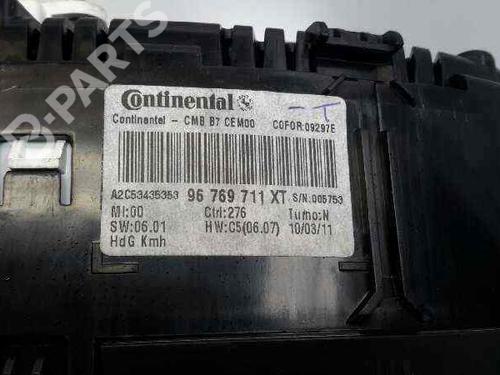 B-PARTS
Continental
-T
Continental - CMB B7 CEM00 COFOR:09297E
A2C53435353 96 769 711 XT S/N:005753
MI:00 Ctrl:276 Turno:N
SW:06.01 HW:C5(06.07) 10/03/11
HdG Kmh